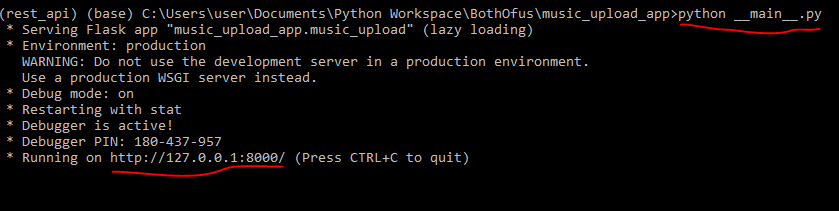 (rest_api) (base) C:\Users\user\Documents\Python Workspace\BothOfus\music_upload_app>python __main__.py
* Serving Flask app "music_upload_app.music_upload" (lazy loading)
* Environment: production
WARNING: Do not use the development server in a production environment.
Use a production WSGI server instead.
* Debug mode: on
* Restarting with stat
* Debugger is active!
* Debugger PIN: 180-437-957
* Running on http://127.0.0.1:8000/ (Press CTRL+C to quit)